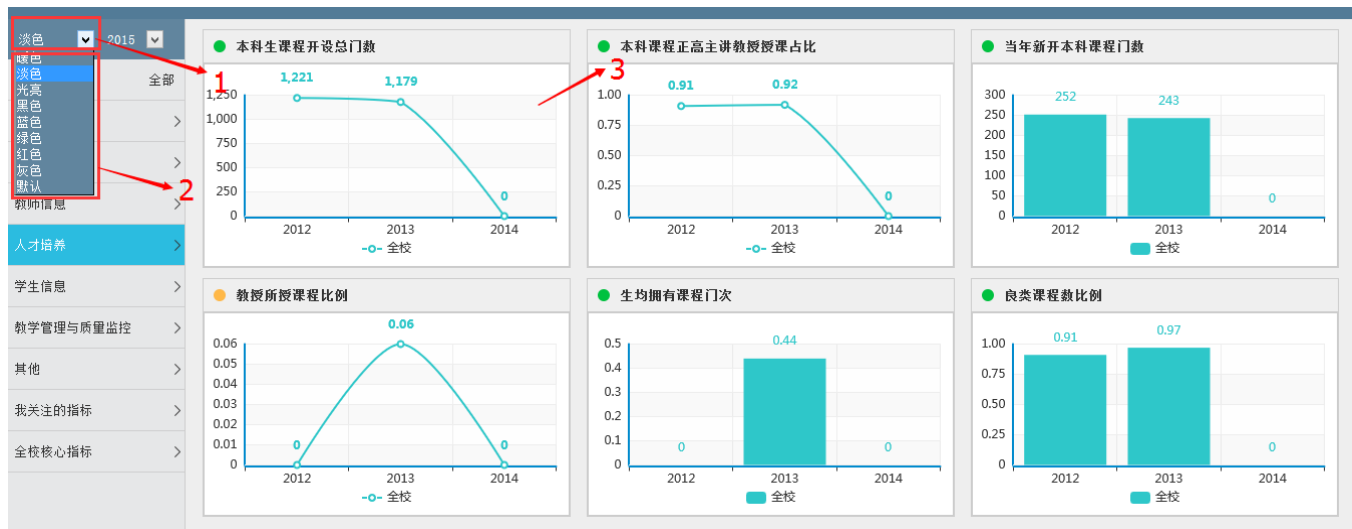 淡色 2015
暖色
淡色
光亮
黑色
蓝色
绿色
红色
灰色
默认
全部
教师信息
人才培养
学生信息
教学管理与质量监控
其他
我关注的指标
全校核心指标
1
2
3
本科生课程开设总门数
1,221
1,179
0
1,250
1,000
750
500
250
0
2012 2013 2014
全校
本科课程正高主讲教授授课占比
0.91
0.92
0
1.00
0.75
0.50
0.25
0
2012 2013 2014
全校
当年新开本科课程门数
252
243
0
300
250
200
150
100
50
0
2012 2013 2014
全校
教授所授课程比例
0.06
0
0
0.06
0.05
0.04
0.03
0.02
0.01
0
2012 2013 2014
全校
生均拥有课程门次
0.44
0
0
0.5
0.4
0.3
0.2
0.1
0
2012 2013 2014
全校
良类课程数比例
0.91
0.97
0
1.00
0.75
0.50
0.25
0
2012 2013 2014
全校